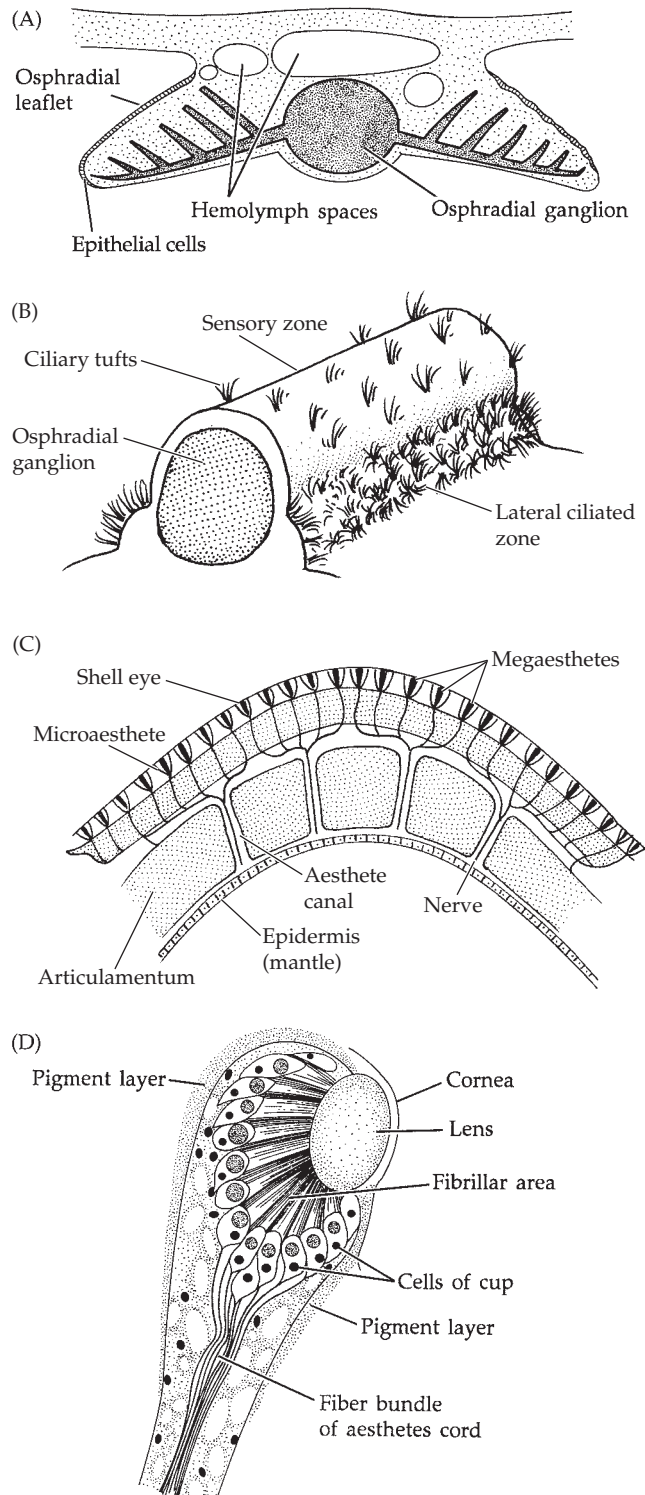 (A)
Osphradial
leaflet
Hemolymph spaces
Osphradial ganglion
Epithelial cells
(B)
Sensory zone
Ciliary tufts
Osphradial
ganglion
Lateral ciliated
zone
(C)
Shell eye
Megaesthetes
Microaesthete
Aesthete
canal
Nerve
Epidermis
(mantle)
Articulamentum
(D)
Pigment layer
Cornea
Lens
Fibrillar area
Cells of cup
Pigment layer
Fiber bundle
of aesthetes cord